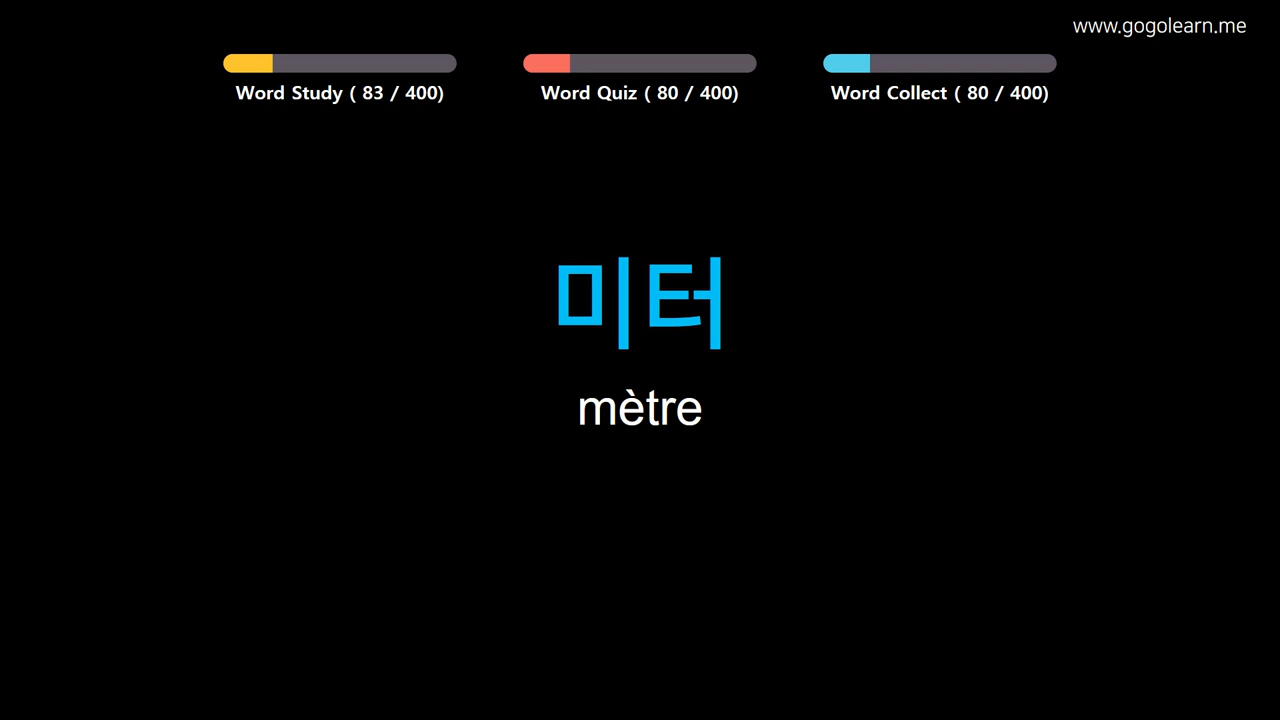 www.gogolearn.me
Word Study ( 83 / 400)
Word Quiz ( 80 / 400)
Word Collect ( 80 / 400)
미터
mètre